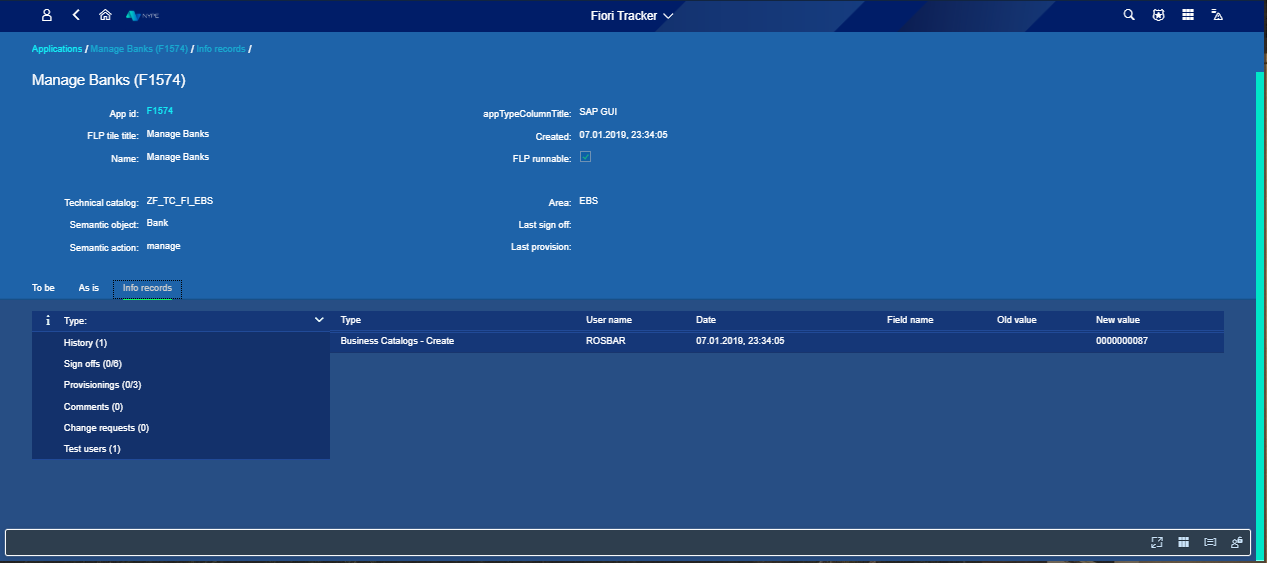 NYPE
Fiori Tracker
Applications / Manage Banks (F1574) / Info records /
Manage Banks (F1574)
App id: F1574
FLP tile title: Manage Banks
Name: Manage Banks
appTypeColumnTitle: SAP GUI
Created: 07.01.2019, 23:34:05
FLP runnable:
Technical catalog: ZF_TC_FI_EBS
Semantic object: Bank
Semantic action: manage
Area: EBS
Last sign off:
Last provision:
To be As is Info records
i Type:
History (1)
Sign offs (0/6)
Provisionings (0/3)
Comments (0)
Change requests (0)
Test users (1)
Type User name Date Field name Old value New value
Business Catalogs - Create ROSBAR 07.01.2019, 23:34:05 0000000087